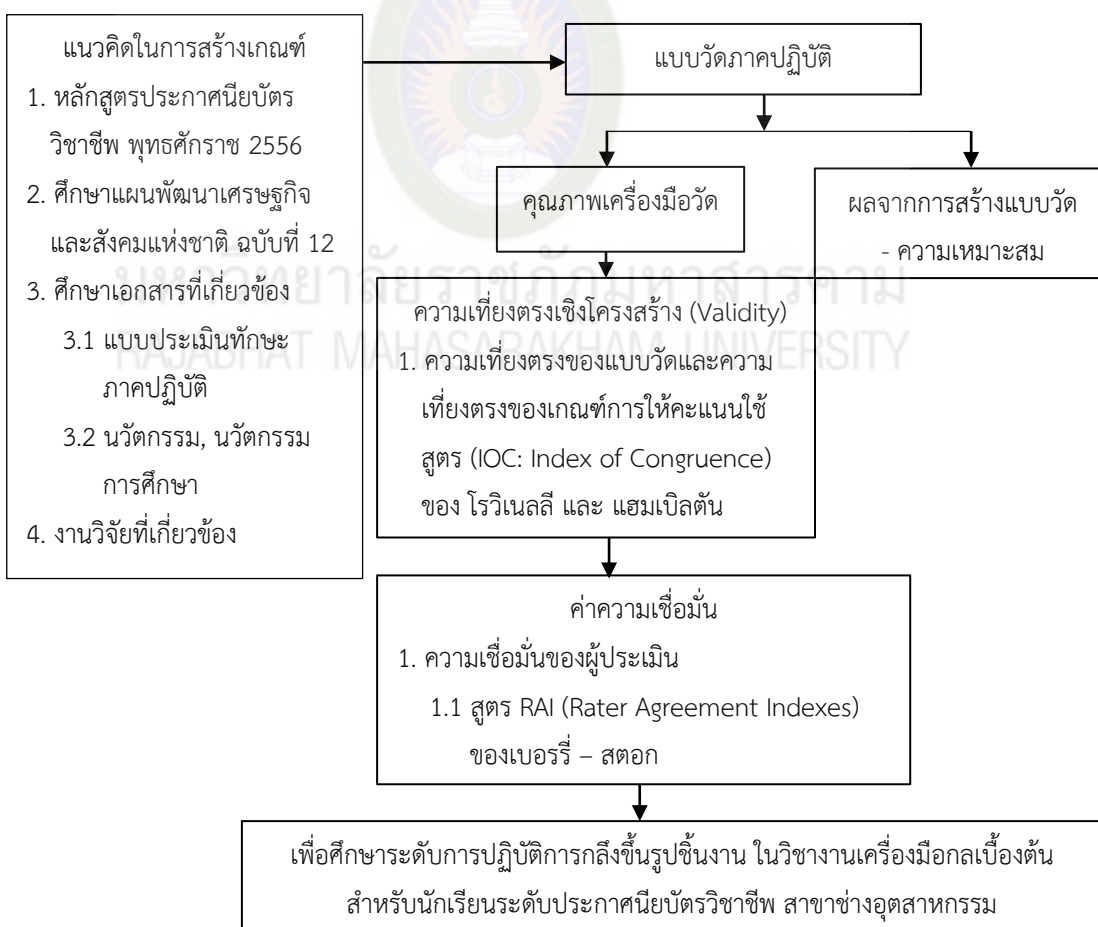 แนวคิดในการสร้างเกณฑ์
1. หลักสูตรประกาศนียบัตร
วิชาชีพ พุทธศักราช 2556
2. ศึกษาแผนพัฒนาเศรษฐกิจ
และสังคมแห่งชาติ ฉบับที่ 12
3. ศึกษาเอกสารที่เกี่ยวข้อง
3.1 แบบประเมินทักษะ
ภาคปฏิบัติ
3.2 นวัตกรรม, นวัตกรรม
การศึกษา
4. งานวิจัยที่เกี่ยวข้อง
แบบวัดภาคปฏิบัติ
คุณภาพเครื่องมือวัด
ผลจากการสร้างแบบวัด
- ความเหมาะสม
มหาวิทยาลัยราชภัฏมหาสารคาม
RAJABHAT MAHASARAKHAM UNIVERSITY
ความเที่ยงตรงเชิงโครงสร้าง (Validity)
1. ความเที่ยงตรงของแบบวัดและความ
เที่ยงตรงของเกณฑ์การให้คะแนนใช้
สูตร (IOC: Index of Congruence)
ของ โรวิเนลลี และ แฮมเบิลตัน
ค่าความเชื่อมั่น
1. ความเชื่อมั่นของผู้ประเมิน
1.1 สูตร RAI (Rater Agreement Indexes)
ของเบอรรี่ – สตอก
เพื่อศึกษาระดับการปฏิบัติการกลึงขึ้นรูปชิ้นงาน ในวิชางานเครื่องมือกลเบื้องต้น
สำหรับนักเรียนระดับประกาศนียบัตรวิชาชีพ สาขาช่างอุตสาหกรรม